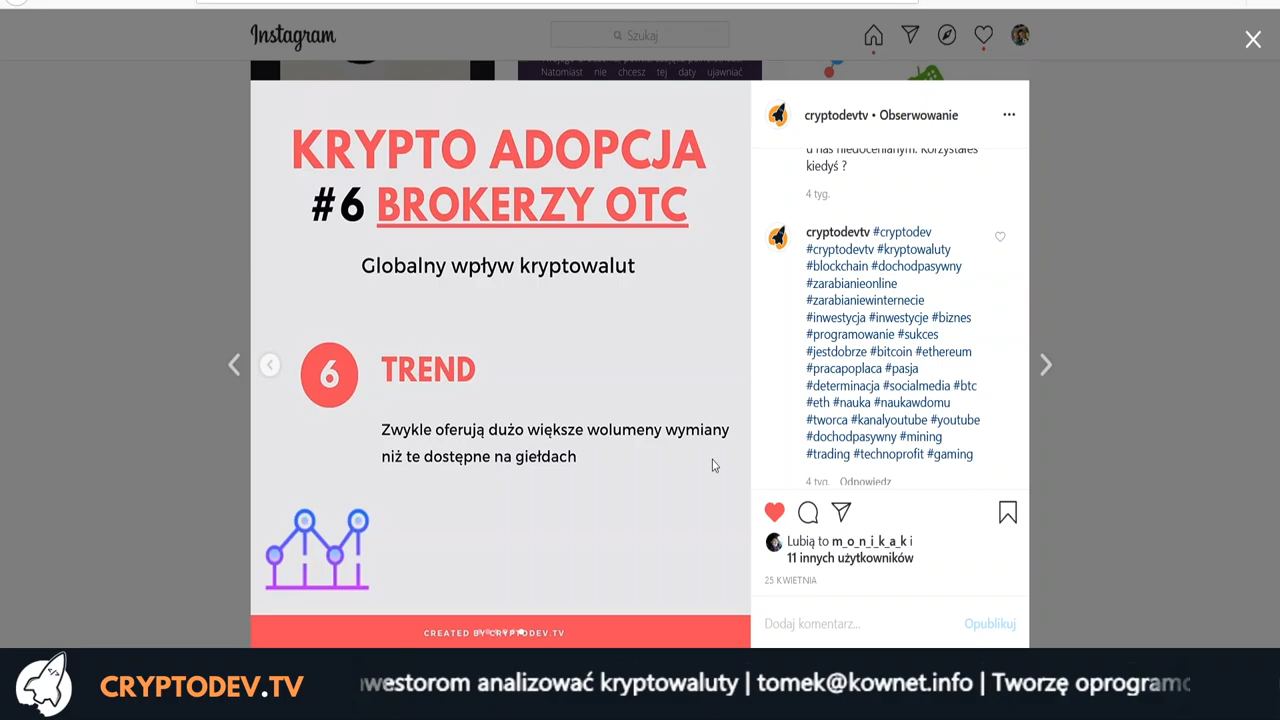 Instagram
Szukaj
Natomiast nie chcesz tej daty ujawniać
KRYPTO ADOPCJA
#6 BROKERZY OTC
Globalny wpływ kryptowalut
6 TREND
Zwykle oferują dużo większe wolumeny wymiany
niż te dostępne na giełdach
CREATED BY CRYPTODEV.TV
cryptodevtv • Obserwowanie
u nas niedocenianym. Korzystałeś
kiedyś ?
4 tyg.
cryptodevtv #cryptodev
#cryptodevtv #kryptowaluty
#blockchain #dochodpasywny
#zarabianieonline
#zarabianiewinternecie
#inwestycja #inwestycje #biznes
#programowanie #sukces
#jestdobrze #bitcoin #ethereum
#pracapoplaca #pasja
#determinacja #socialmedia #btc
#eth #nauka #naukawdomu
#tworca #kanalyoutube #youtube
#dochodpasywny #mining
#trading #technoprofit #gaming
4 tyg. Odpowiedz
Lubią to m_o_n_i_k_a_k i
11 innych użytkowników
25 KWIETNIA
Dodaj komentarz... Opublikuj
CRYPTODEV.TV
westorom analizować kryptowaluty | tomek@kownet.info | Tworzę oprogramo